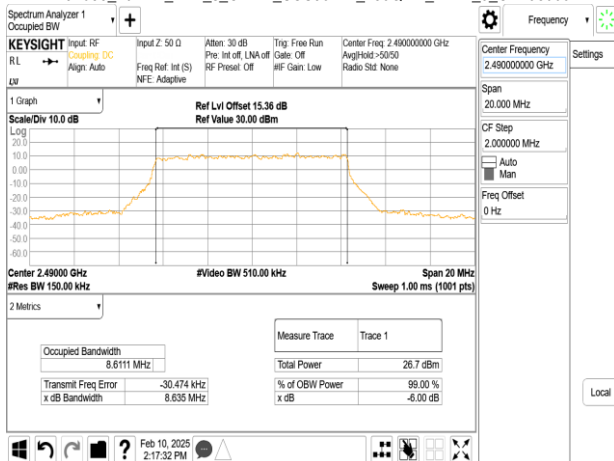 Spectrum Analyzer 1
Occupied BW
Frequency
KEYSIGHT
RL
LXI
Input: RF
Coupling: DC
Align: Auto
Input Z: 50 Ω
Freq Ref: Int (S)
NFE: Adaptive
Atten: 30 dB
Pre: Int off, LNA off
RF Presel: Off
Trig: Free Run
Gate: Off
#IF Gain: Low
Center Freq: 2.490000000 GHz
Avg|Hold:>50/50
Radio Std: None
Center Frequency
2.490000000 GHz
Settings
Span
20.000 MHz
CF Step
2.000000 MHz
Auto
Man
Freq Offset
0 Hz
Local
1 Graph
Scale/Div 10.0 dB
Ref Lvl Offset 15.36 dB
Ref Value 30.00 dBm
Log
20.0
10.0
0.00
-10.0
-20.0
-30.0
-40.0
-50.0
-60.0
Center 2.49000 GHz
#Video BW 510.00 kHz
Span 20 MHz
#Res BW 150.00 kHz
Sweep 1.00 ms (1001 pts)
2 Metrics
Measure Trace
Trace 1
Occupied Bandwidth
8.6111 MHz
Total Power
26.7 dBm
Transmit Freq Error
-30.474 kHz
% of OBW Power
99.00 %
x dB Bandwidth
8.635 MHz
x dB
-6.00 dB
?
Feb 10, 2025
2:17:32 PM